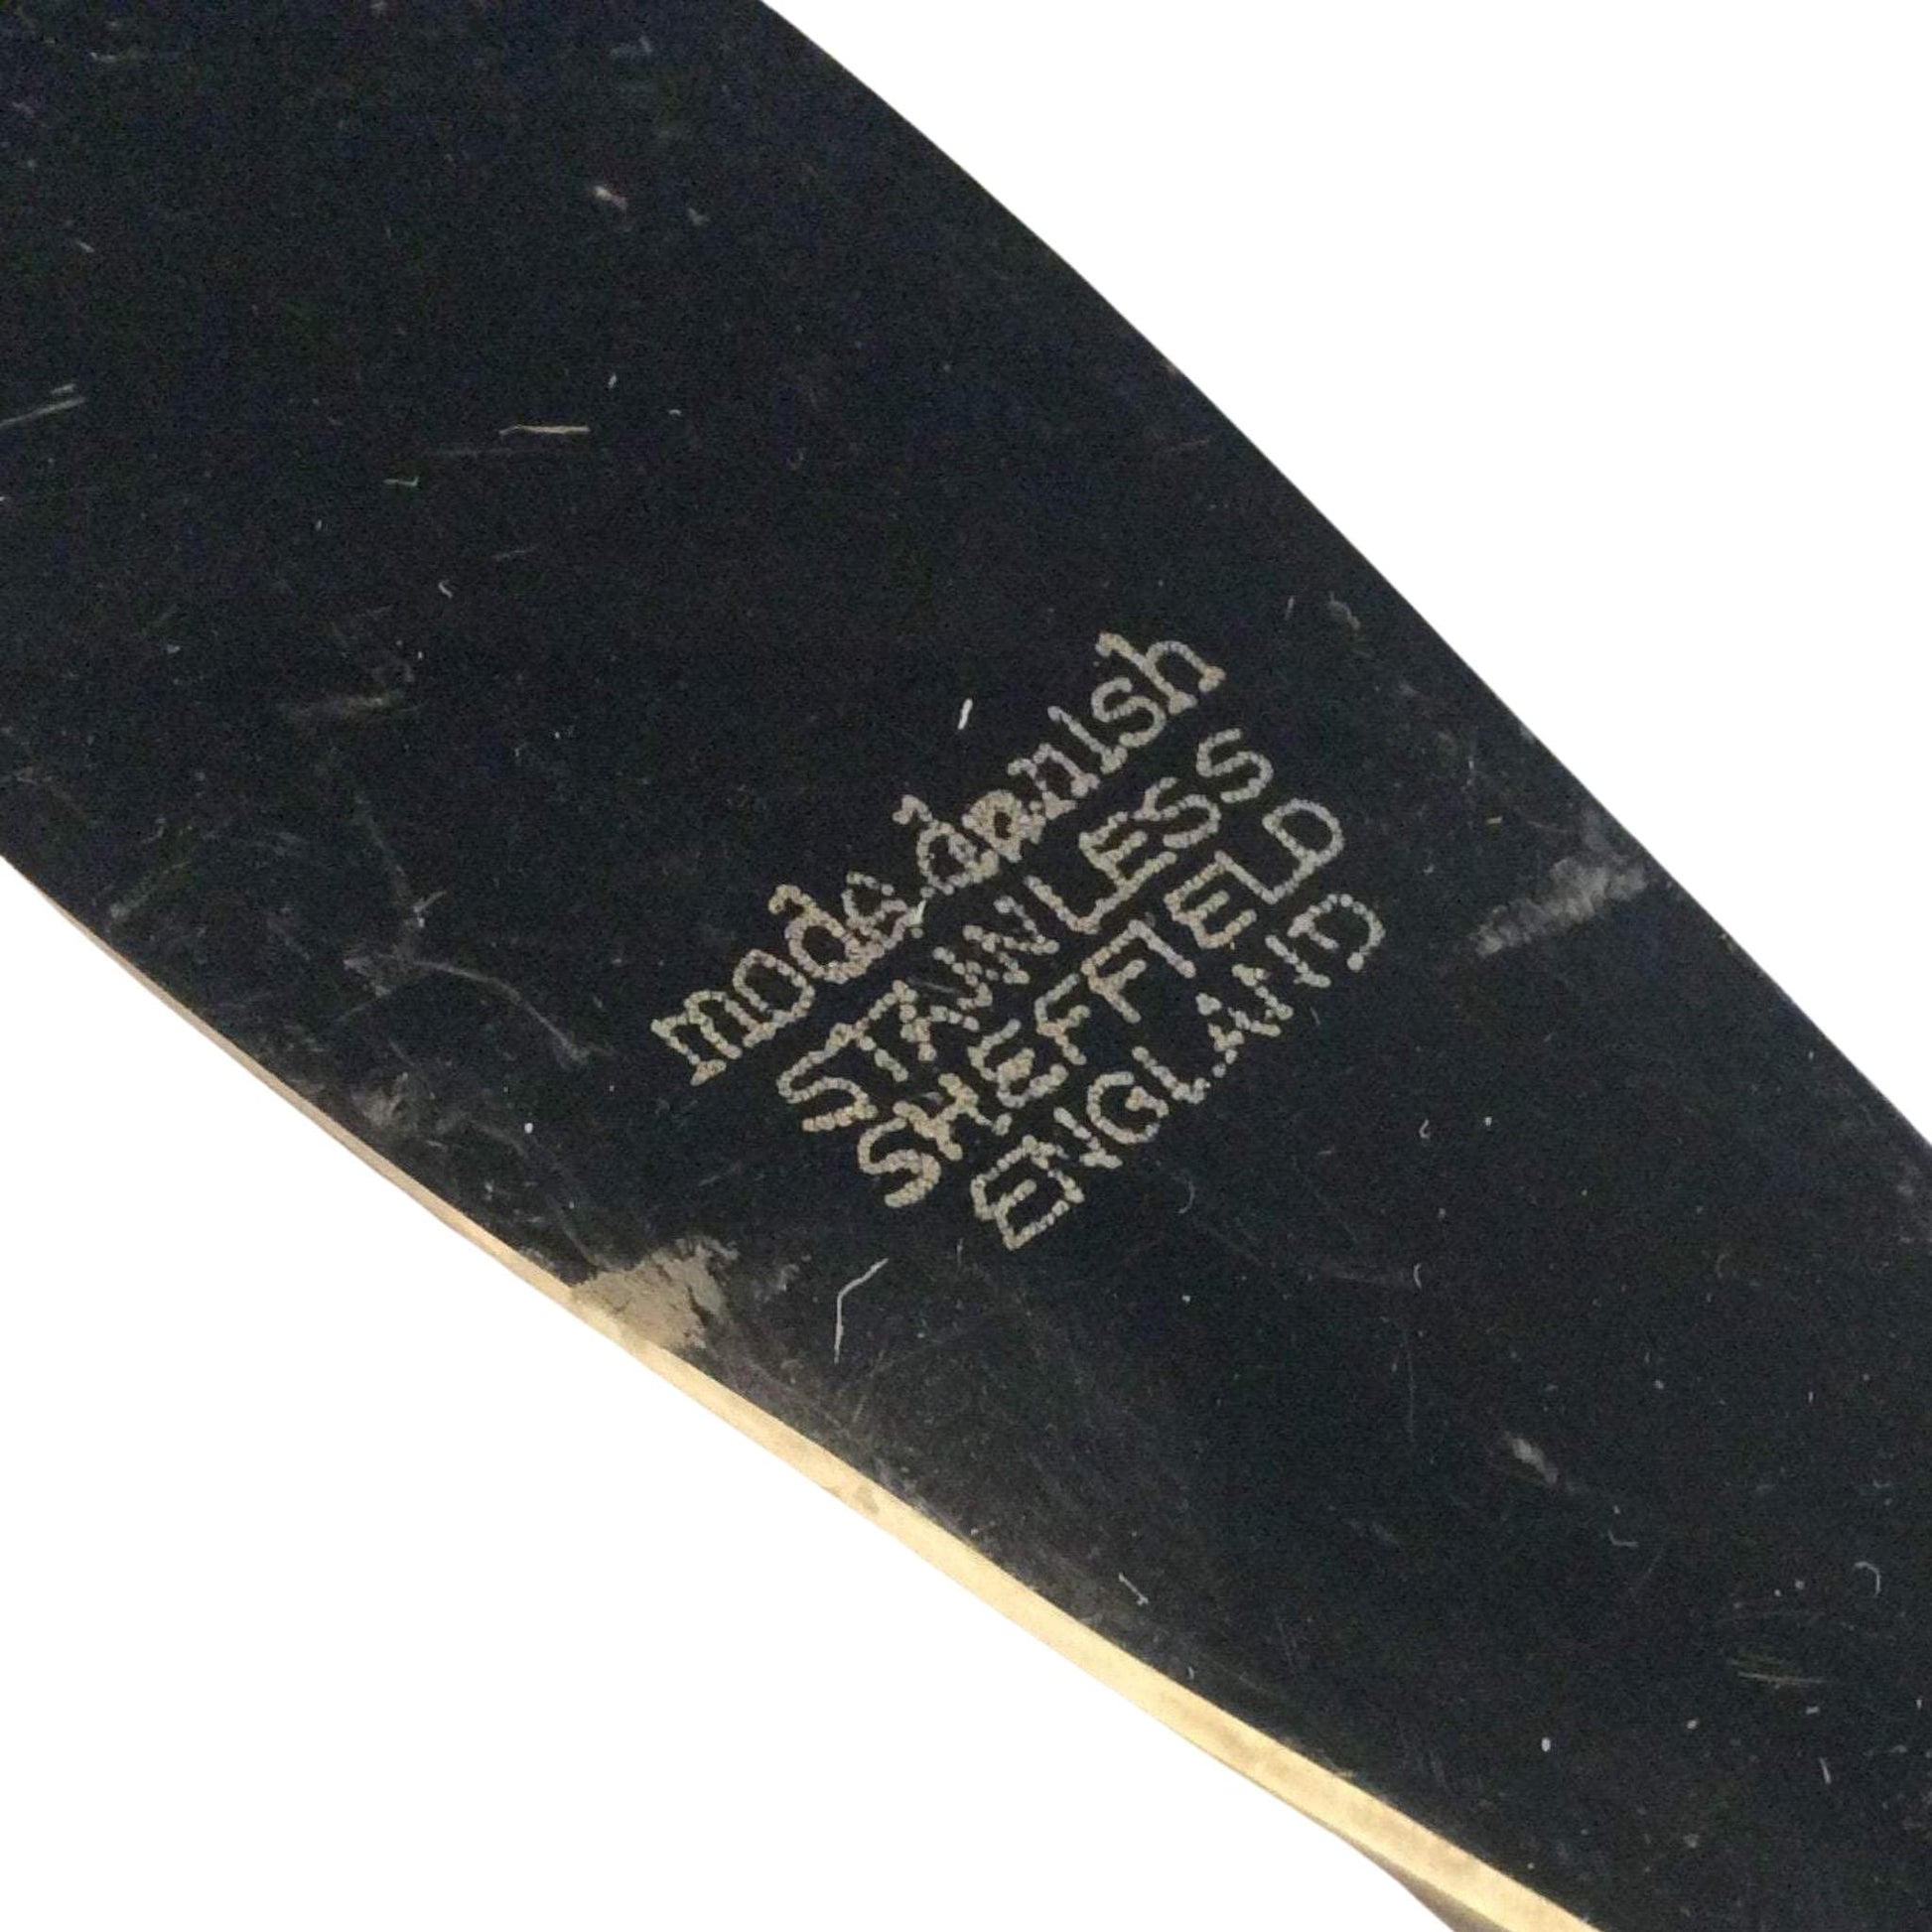 mode danish
STAINLESS
SHEFFIELD
ENGLAND